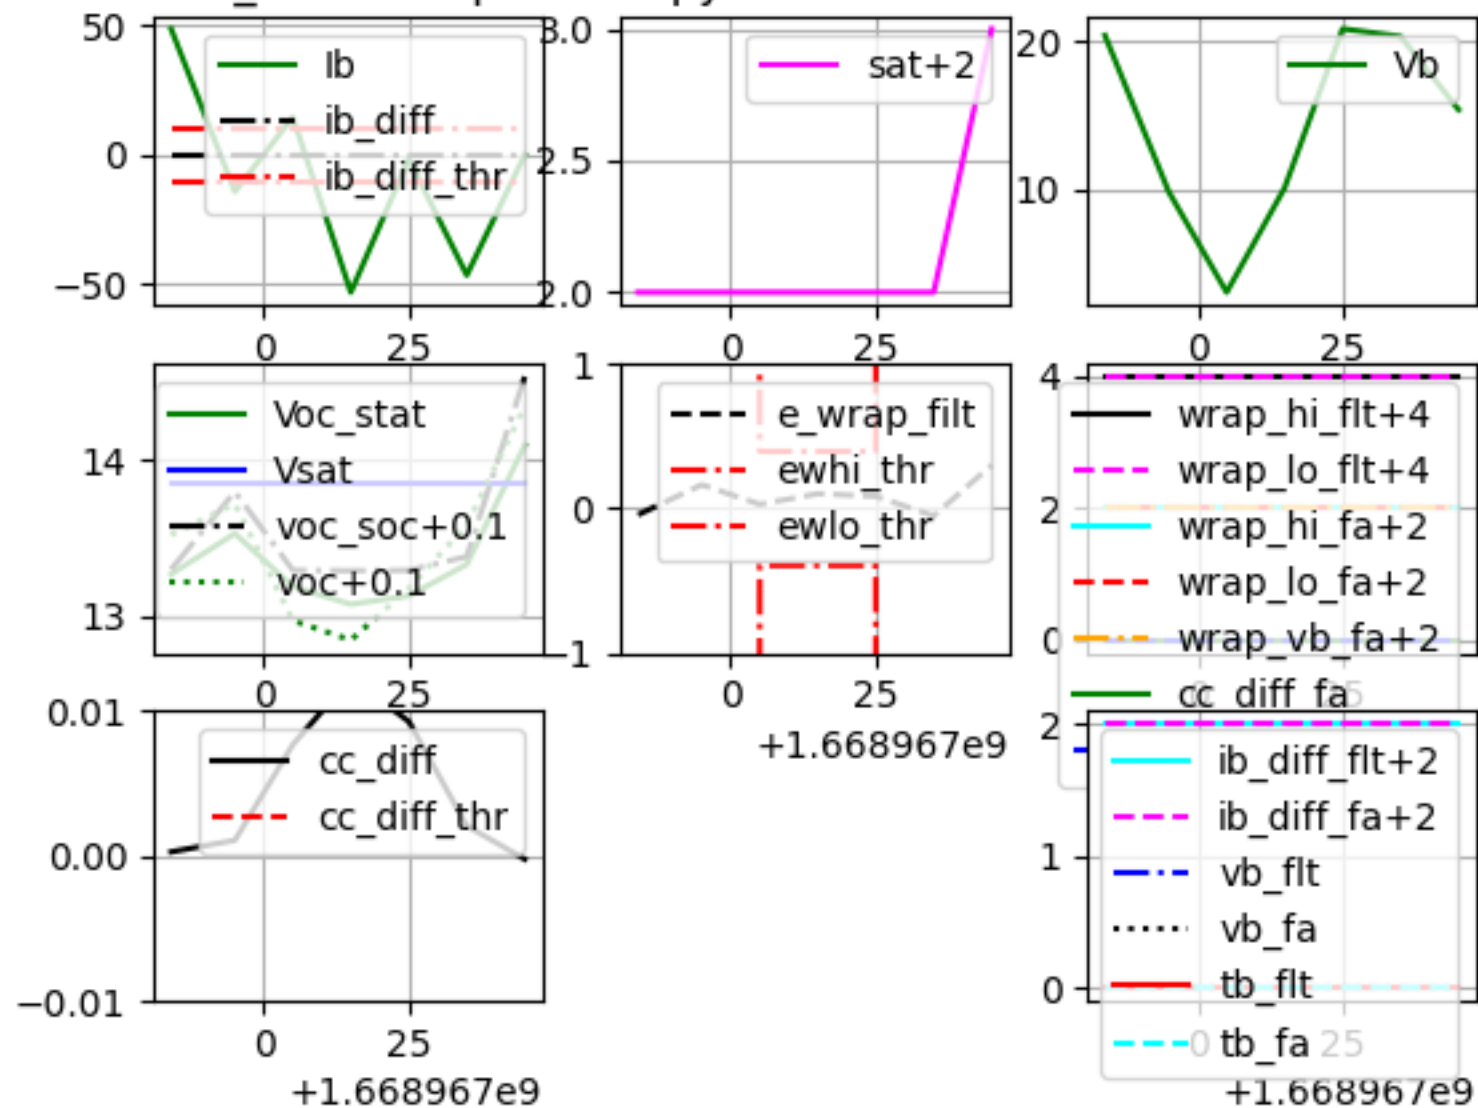 50
0
−50
Ib
ib_diff
ib_diff_thr
0
25
3.0
2.5
2.0
sat+2
0
25
20
10
Vb
0
25
14
13
Voc_stat
Vsat
voc_soc+0.1
voc+0.1
0
25
1
0
−1
e_wrap_filt
ewhi_thr
ewlo_thr
0
25
+1.668967e9
4
2
0
wrap_hi_flt+4
wrap_lo_flt+4
wrap_hi_fa+2
wrap_lo_fa+2
wrap_vb_fa+2
cc_diff_fa
0.01
0.00
−0.01
cc_diff
cc_diff_thr
0
25
+1.668967e9
2
1
0
ib_diff_flt+2
ib_diff_fa+2
vb_flt
vb_fa
tb_flt
tb_fa
0
25
+1.668967e9